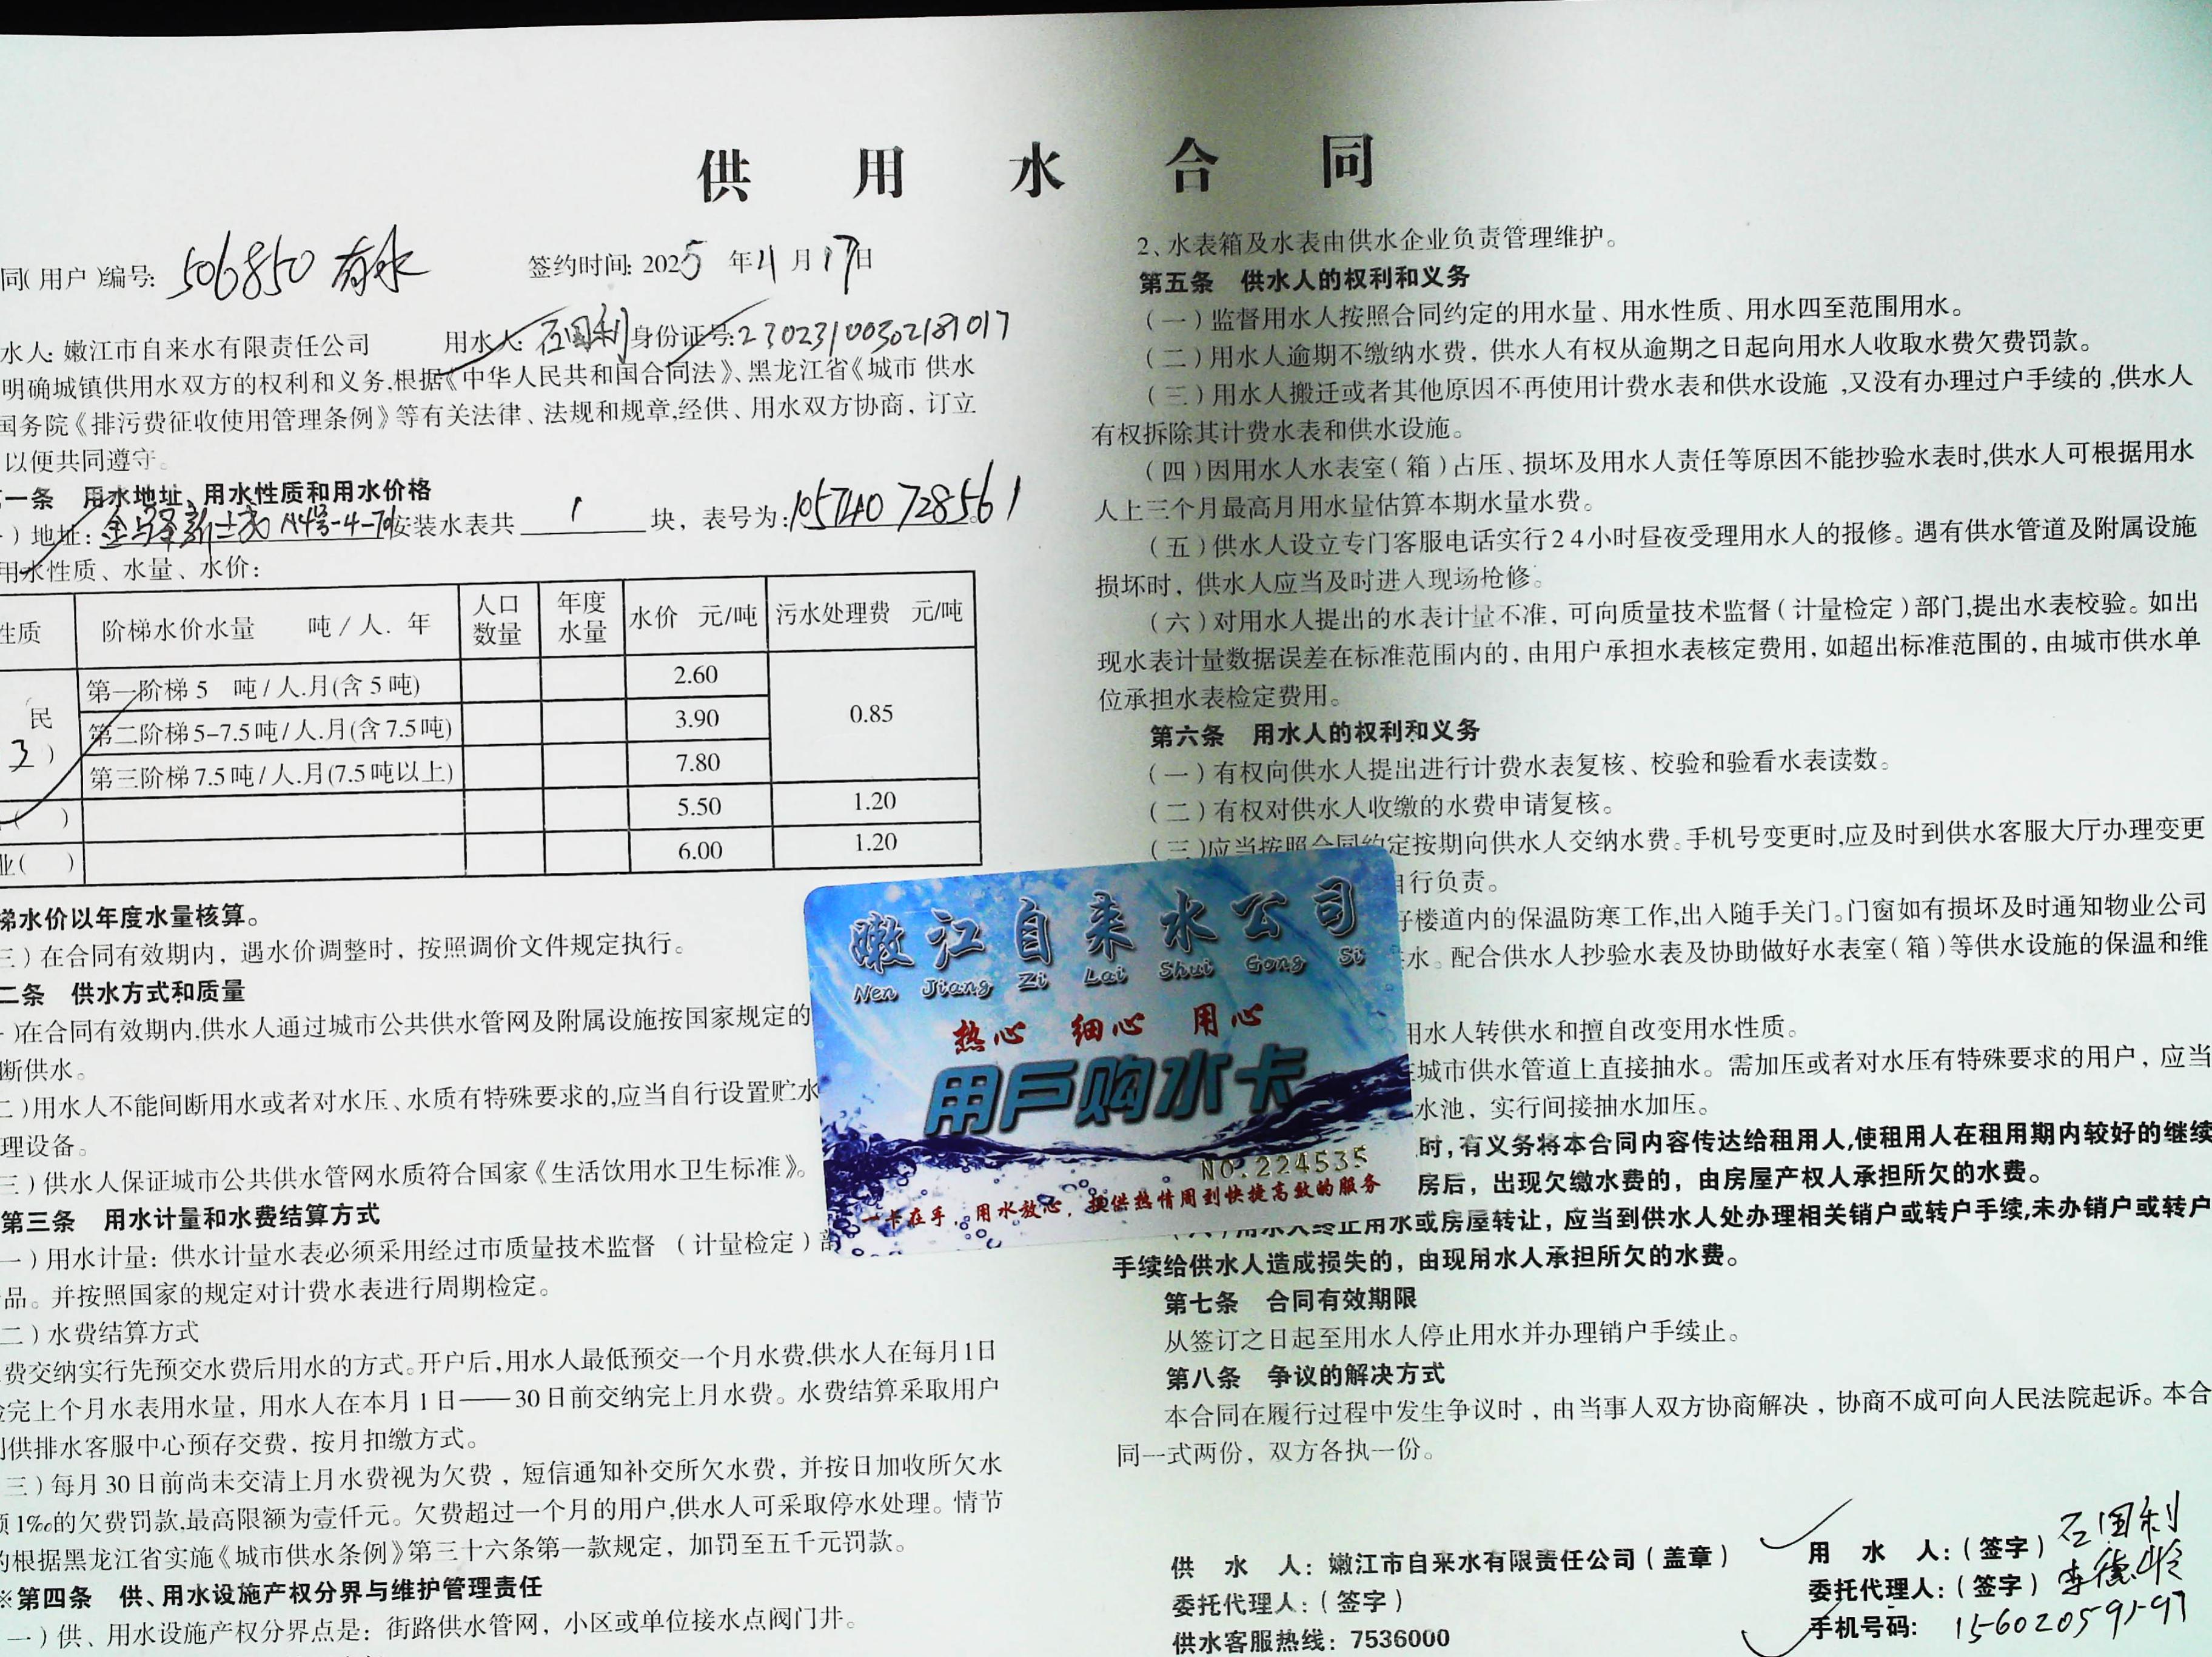 供用水合同
同(用户)编号: 506850 有水 签约时间: 2025年4月17日
水人: 嫩江市自来水有限责任公司 用水人: 石国利 身份证号: 230231
明确城镇供用水双方的权利和义务,根据《中华人民共和国合同法》、黑龙江省《城市 供水
国务院《排污费征收使用管理条例》等有关法律、法规和规章,经供、用水双方协商,订立
以便共同遵守。
一条 用水地址、用水性质和用水价格
)地址: 安装水表共 1 块,表号为: 105740728561
用水性质、水量、水价:
性质 阶梯水价水量 吨/人.年 人口数量 年度水量 水价 元/吨 污水处理费 元/吨
民 3 ) 第一阶梯5 吨/人.月(含5吨) 2.60 0.85
第二阶梯5-7.5吨/人.月(含7.5吨) 3.90
第三阶梯7.5吨/人.月(7.5吨以上) 7.80
( ) 5.50 1.20
业( ) 6.00 1.20
梯水价以年度水量核算。
三)在合同有效期内,遇水价调整时,按照调价文件规定执行。
二条 供水方式和质量
)在合同有效期内,供水人通过城市公共供水管网及附属设施按国家规定的
断供水。
二)用水人不能间断用水或者对水压、水质有特殊要求的,应当自行设置贮水
理设备。
三)供水人保证城市公共供水管网水质符合国家《生活饮用水卫生标准》。
第三条 用水计量和水费结算方式
一)用水计量:供水计量水表必须采用经过市质量技术监督 (计量检定)部
品。并按照国家的规定对计费水表进行周期检定。
二)水费结算方式
费交纳实行先预交水费后用水的方式。开户后,用水人最低预交一个月水费,供水人在每月1日
完上个月水表用水量,用水人在本月1日——30日前交纳完上月水费。水费结算采取用户
供排水客服中心预存交费,按月扣缴方式。
三)每月30日前尚未交清上月水费视为欠费,短信通知补交所欠水费,并按日加收所欠水
1‰的欠费罚款,最高限额为壹仟元。欠费超过一个月的用户,供水人可采取停水处理。情节
的根据黑龙江省实施《城市供水条例》第三十六条第一款规定,加罚至五千元罚款。
※第四条 供、用水设施产权分界与维护管理责任
一)供、用水设施产权分界点是:街路供水管网,小区或单位接水点阀门井。
2、水表箱及水表由供水企业负责管理维护。
第五条 供水人的权利和义务
(一)监督用水人按照合同约定的用水量、用水性质、用水四至范围用水。
(二)用水人逾期不缴纳水费,供水人有权从逾期之日起向用水人收取水费欠费罚款。
(三)用水人搬迁或者其他原因不再使用计费水表和供水设施,又没有办理过户手续的,供水人
有权拆除其计费水表和供水设施。
(四)因用水人水表室(箱)占压、损坏及用水人责任等原因不能抄验水表时,供水人可根据用水
人上三个月最高月用水量估算本期水量水费。
(五)供水人设立专门客服电话实行24小时昼夜受理用水人的报修。遇有供水管道及附属设施
损坏时,供水人应当及时进入现场抢修。
(六)对用水人提出的水表计量不准,可向质量技术监督(计量检定)部门,提出水表校验。如出
现水表计量数据误差在标准范围内的,由用户承担水表核定费用,如超出标准范围的,由城市供水单
位承担水表检定费用。
第六条 用水人的权利和义务
(一)有权向供水人提出进行计费水表复核、校验和验看水表读数。
(二)有权对供水人收缴的水费申请复核。
(三)应当按照合同约定按期向供水人交纳水费。手机号变更时,应及时到供水客服大厅办理变更
自行负责。
好楼道内的保温防寒工作,出入随手关门。门窗如有损坏及时通知物业公司
水。配合供水人抄验水表及协助做好水表室(箱)等供水设施的保温和维
用水人转供水和擅自改变用水性质。
城市供水管道上直接抽水。需加压或者对水压有特殊要求的用户,应当
水池,实行间接抽水加压。
时,有义务将本合同内容传达给租用人,使租用人在租用期内较好的继续
房后,出现欠缴水费的,由房屋产权人承担所欠的水费。
用水人终止用水或房屋转让,应当到供水人处办理相关销户或转户手续,未办销户或转户
手续给供水人造成损失的,由现用水人承担所欠的水费。
第七条 合同有效期限
从签订之日起至用水人停止用水并办理销户手续止。
第八条 争议的解决方式
本合同在履行过程中发生争议时,由当事人双方协商解决,协商不成可向人民法院起诉。本合
同一式两份,双方各执一份。
供 水 人:嫩江市自来水有限责任公司(盖章)
委托代理人:(签字)
供水客服热线:7536000
用 水 人:(签字)石国利
委托代理人:(签字)李德
手机号码: 15602059197
嫩江自来水公司
Nen Jiang Zi Lai Shui Gong Si
热心 细心 用心
用户购水卡
NO.224535
一卡在手,用水放心,提供热情周到快捷高效的服务